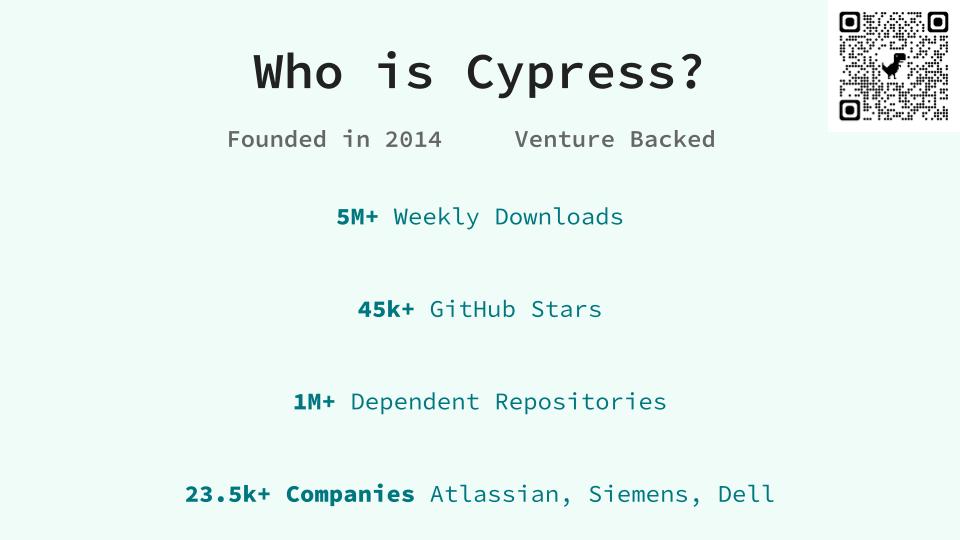 Who is Cypress?
Founded in 2014 Venture Backed
5M+ Weekly Downloads
45k+ GitHub Stars
1M+ Dependent Repositories
23.5k+ Companies Atlassian, Siemens, Dell